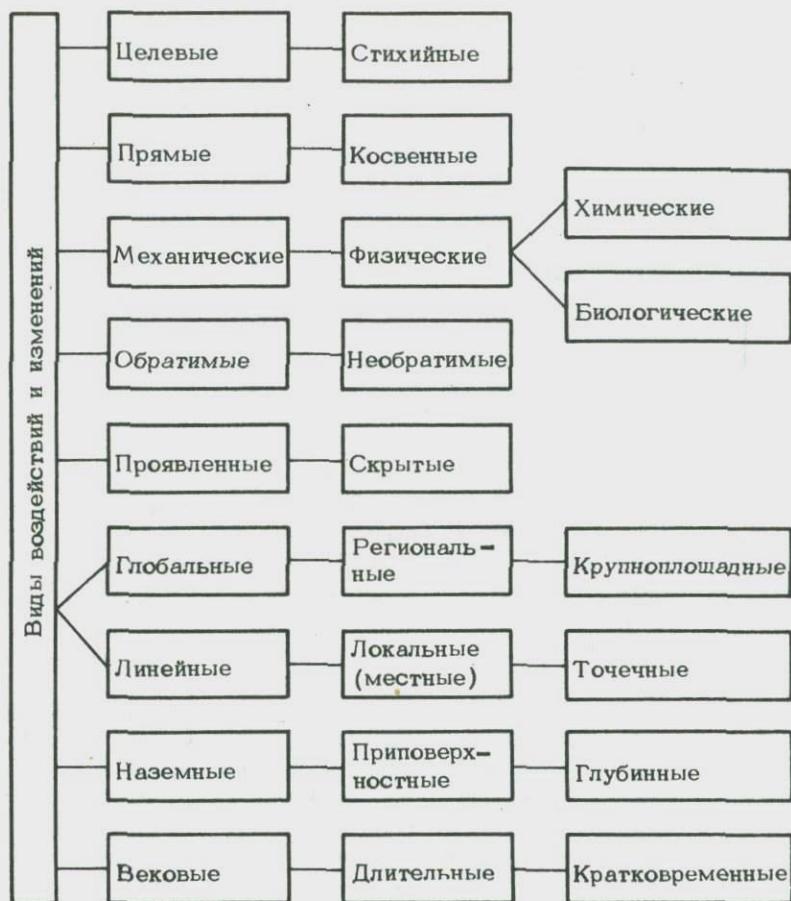 Виды воздействий и изменений
Целевые
Стихийные
Прямые
Косвенные
Механические
Физические
Химические
Биологические
Обратимые
Необратимые
Проявленные
Скрытые
Глобальные
Региональ-
ные
Крупноплощадные
Линейные
Локальные
(местные)
Точечные
Наземные
Приповерх-
ностные
Глубинные
Вековые
Длительные
Кратковременные